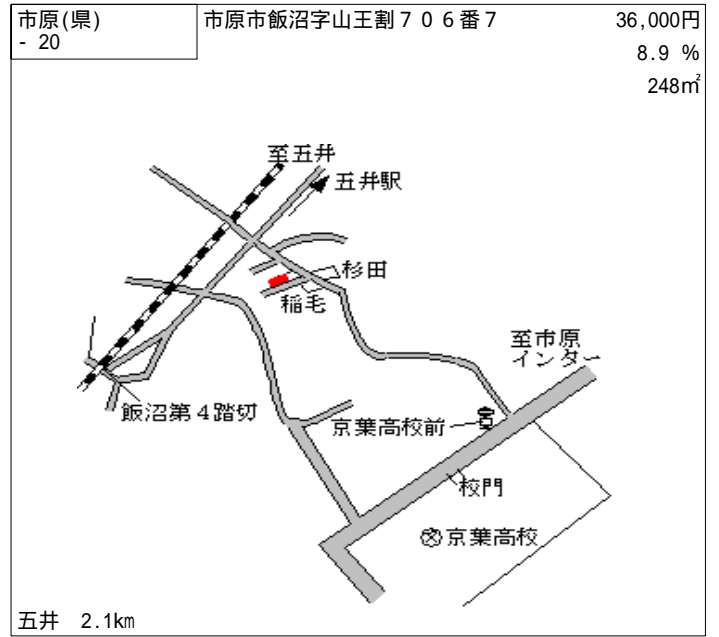 市原(県)
- 20
市原市飯沼字山王割７０６番７
36,000円
8.9 %
248㎡
至五井
五井駅
杉田
稲毛
至市原
インター
飯沼第４踏切
京葉高校前
校門
京葉高校
五井 2.1km